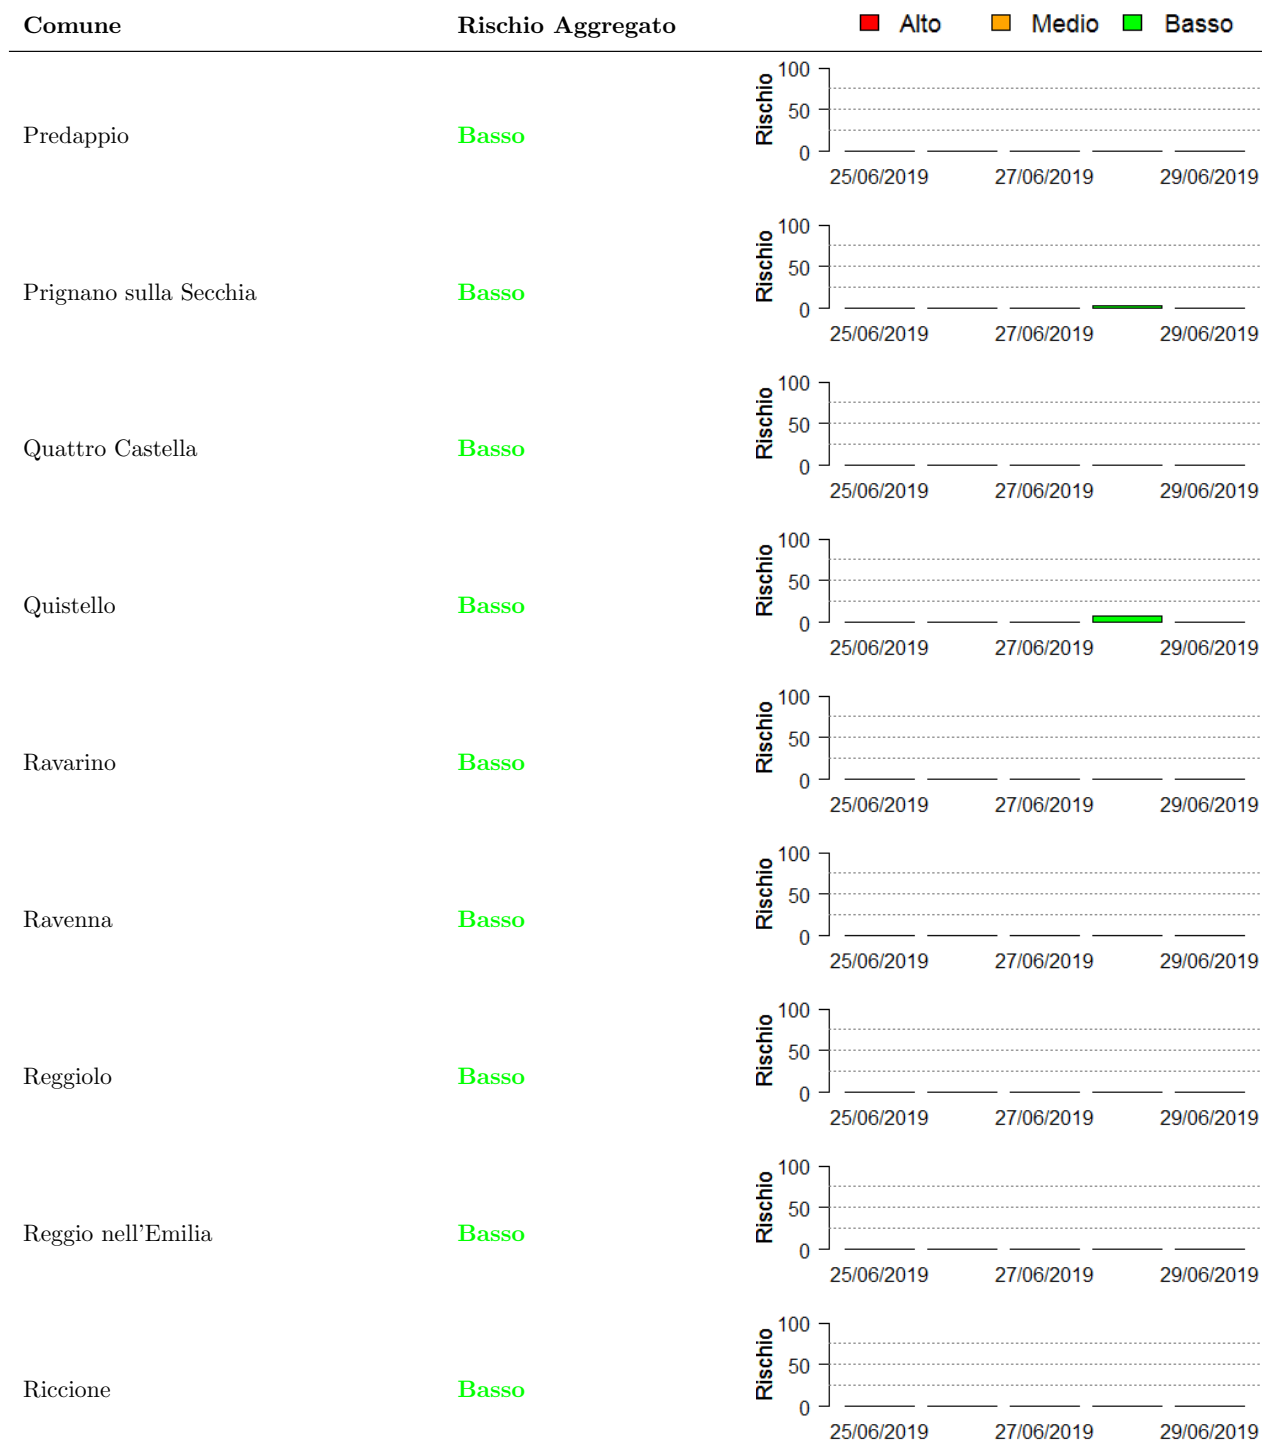 Comune Rischio Aggregato Alto Medio Basso
Predappio Basso Rischio 100 50 0
25/06/2019 27/06/2019 29/06/2019
Prignano sulla Secchia Basso Rischio 100 50 0
25/06/2019 27/06/2019 29/06/2019
Quattro Castella Basso Rischio 100 50 0
25/06/2019 27/06/2019 29/06/2019
Quistello Basso Rischio 100 50 0
25/06/2019 27/06/2019 29/06/2019
Ravarino Basso Rischio 100 50 0
25/06/2019 27/06/2019 29/06/2019
Ravenna Basso Rischio 100 50 0
25/06/2019 27/06/2019 29/06/2019
Reggiolo Basso Rischio 100 50 0
25/06/2019 27/06/2019 29/06/2019
Reggio nell'Emilia Basso Rischio 100 50 0
25/06/2019 27/06/2019 29/06/2019
Riccione Basso Rischio 100 50 0
25/06/2019 27/06/2019 29/06/2019